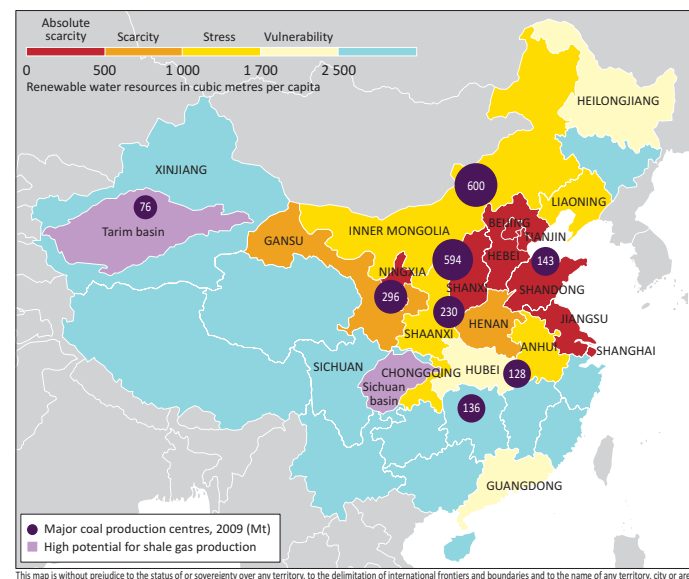 Absolute scarcity
Scarcity
Stress
Vulnerability
0 500 1 000 1 700 2 500
Renewable water resources in cubic metres per capita
HEILONGJIANG
XINJIANG
76
Tarim basin
600
LIAONING
INNER MONGOLIA
GANSU
BEIJING
TIANJIN
HEBEI
594
143
NINGXIA
SHANXI
SHANDONG
296
230
JIANGSU
HENAN
SHAANXI
ANHUI
SHANGHAI
SICHUAN
CHONGQING
HUBEI
Sichuan basin
128
136
GUANGDONG
Major coal production centres, 2009 (Mt)
High potential for shale gas production
This map is without prejudice to the status of or sovereignty over any territory, to the delimitation of international frontiers and boundaries and to the name of any territory, city or